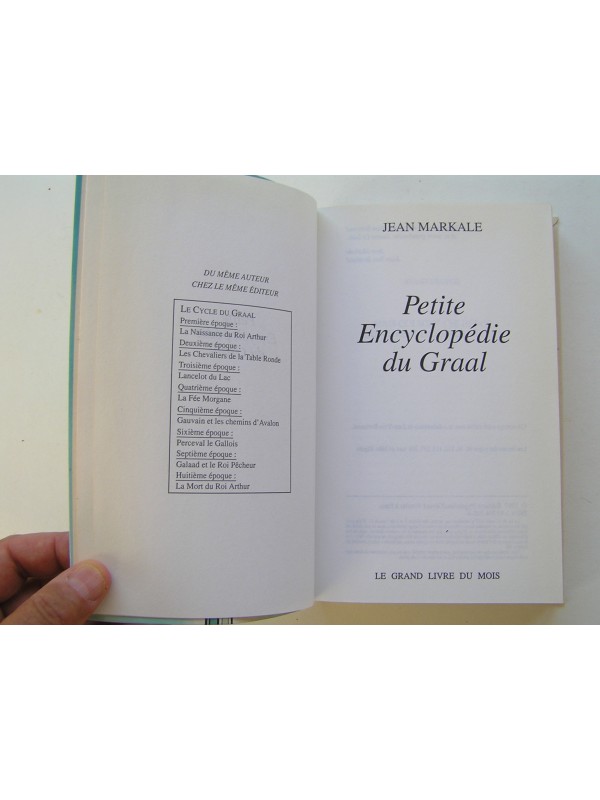 DU MÊME AUTEUR
CHEZ LE MÊME ÉDITEUR
LE CYCLE DU GRAAL
Première époque :
La Naissance du Roi Arthur
Deuxième époque :
Les Chevaliers de la Table Ronde
Troisième époque :
Lancelot du Lac
Quatrième époque :
La Fée Morgane
Cinquième époque :
Gauvain et les chemins d'Avalon
Sixième époque :
Perceval le Gallois
Septième époque :
Galaad et le Roi Pêcheur
Huitième époque :
La Mort du Roi Arthur
JEAN MARKALE
Petite
Encyclopédie
du Graal
LE GRAND LIVRE DU MOIS